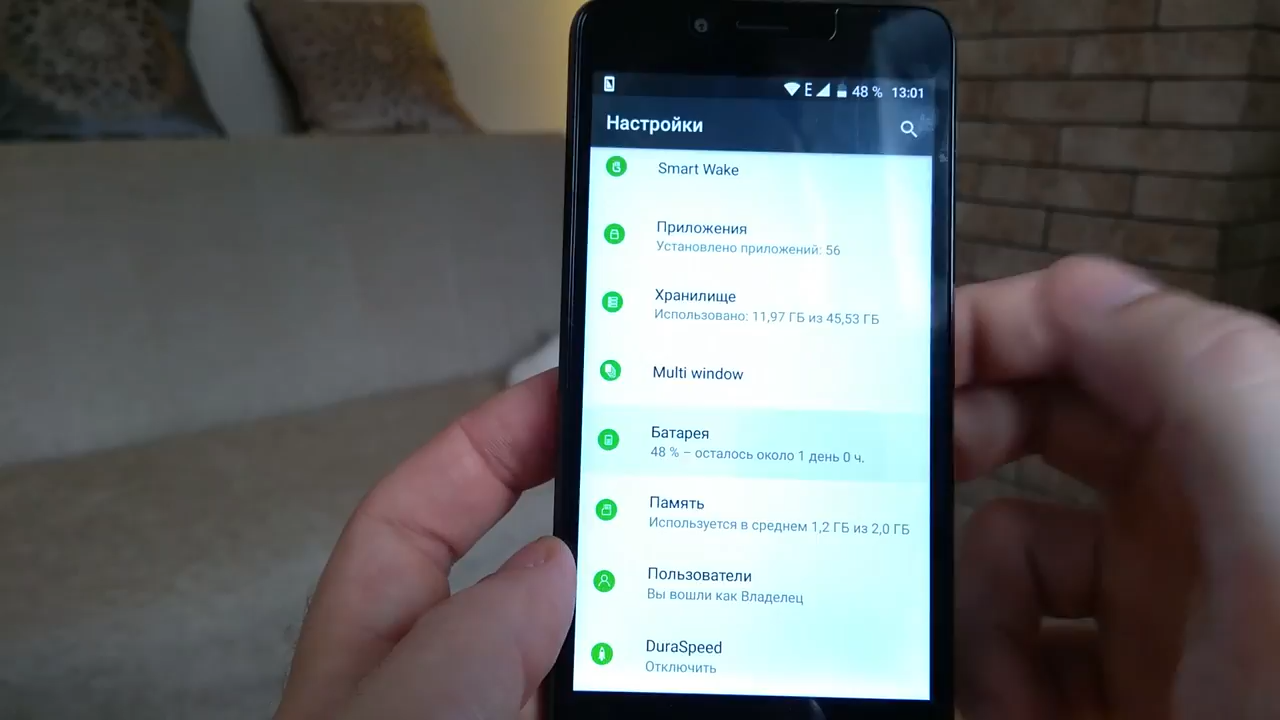 E 48 % 13:01
Настройки
Smart Wake
Приложения
Установлено приложений: 56
Хранилище
Использовано: 11,97 ГБ из 45,53 ГБ
Multi window
Батарея
48 % – осталось около 1 день 0 ч.
Память
Используется в среднем 1,2 ГБ из 2,0 ГБ
Пользователи
Вы вошли как Владелец
DuraSpeed
Отключить